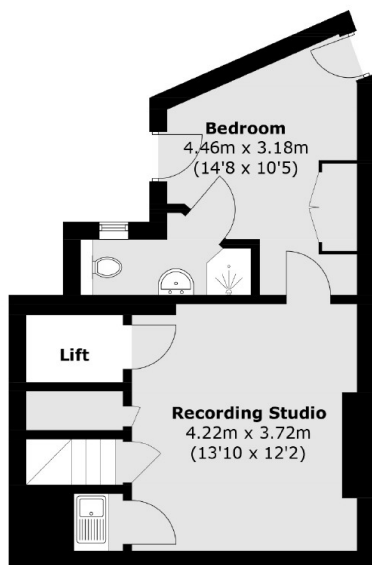 Bedroom
4.46m x 3.18m
(14'8 x 10'5)
Lift
Recording Studio
4.22m x 3.72m
(13'10 x 12'2)